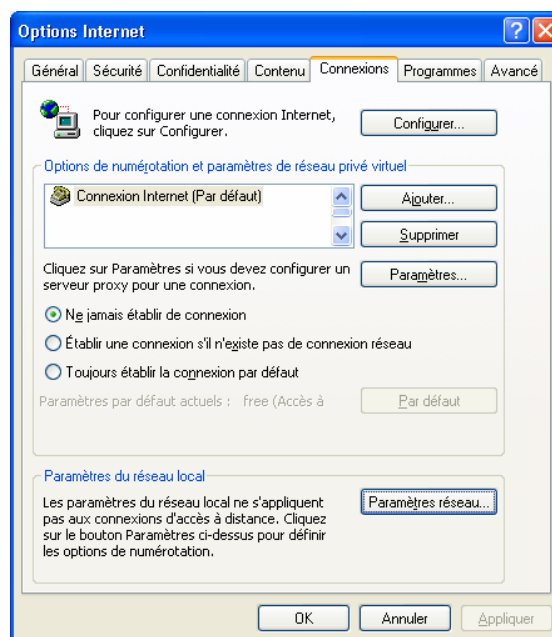 Options Internet
Général Sécurité Confidentialité Contenu Connexions Programmes Avancé
Pour configurer une connexion Internet,
cliquez sur Configurer.
Configurer...
Options de numérotation et paramètres de réseau privé virtuel
Connexion Internet (Par défaut)
Ajouter...
Supprimer
Cliquez sur Paramètres si vous devez configurer un
serveur proxy pour une connexion.
Paramètres...
Ne jamais établir de connexion
Établir une connexion s'il n'existe pas de connexion réseau
Toujours établir la connexion par défaut
Paramètres par défaut actuels : free (Accès à
Par défaut
Paramètres du réseau local
Les paramètres du réseau local ne s'appliquent
pas aux connexions d'accès à distance. Cliquez
sur le bouton Paramètres ci-dessus pour définir
les options de numérotation.
Paramètres réseau...
OK Annuler Appliquer